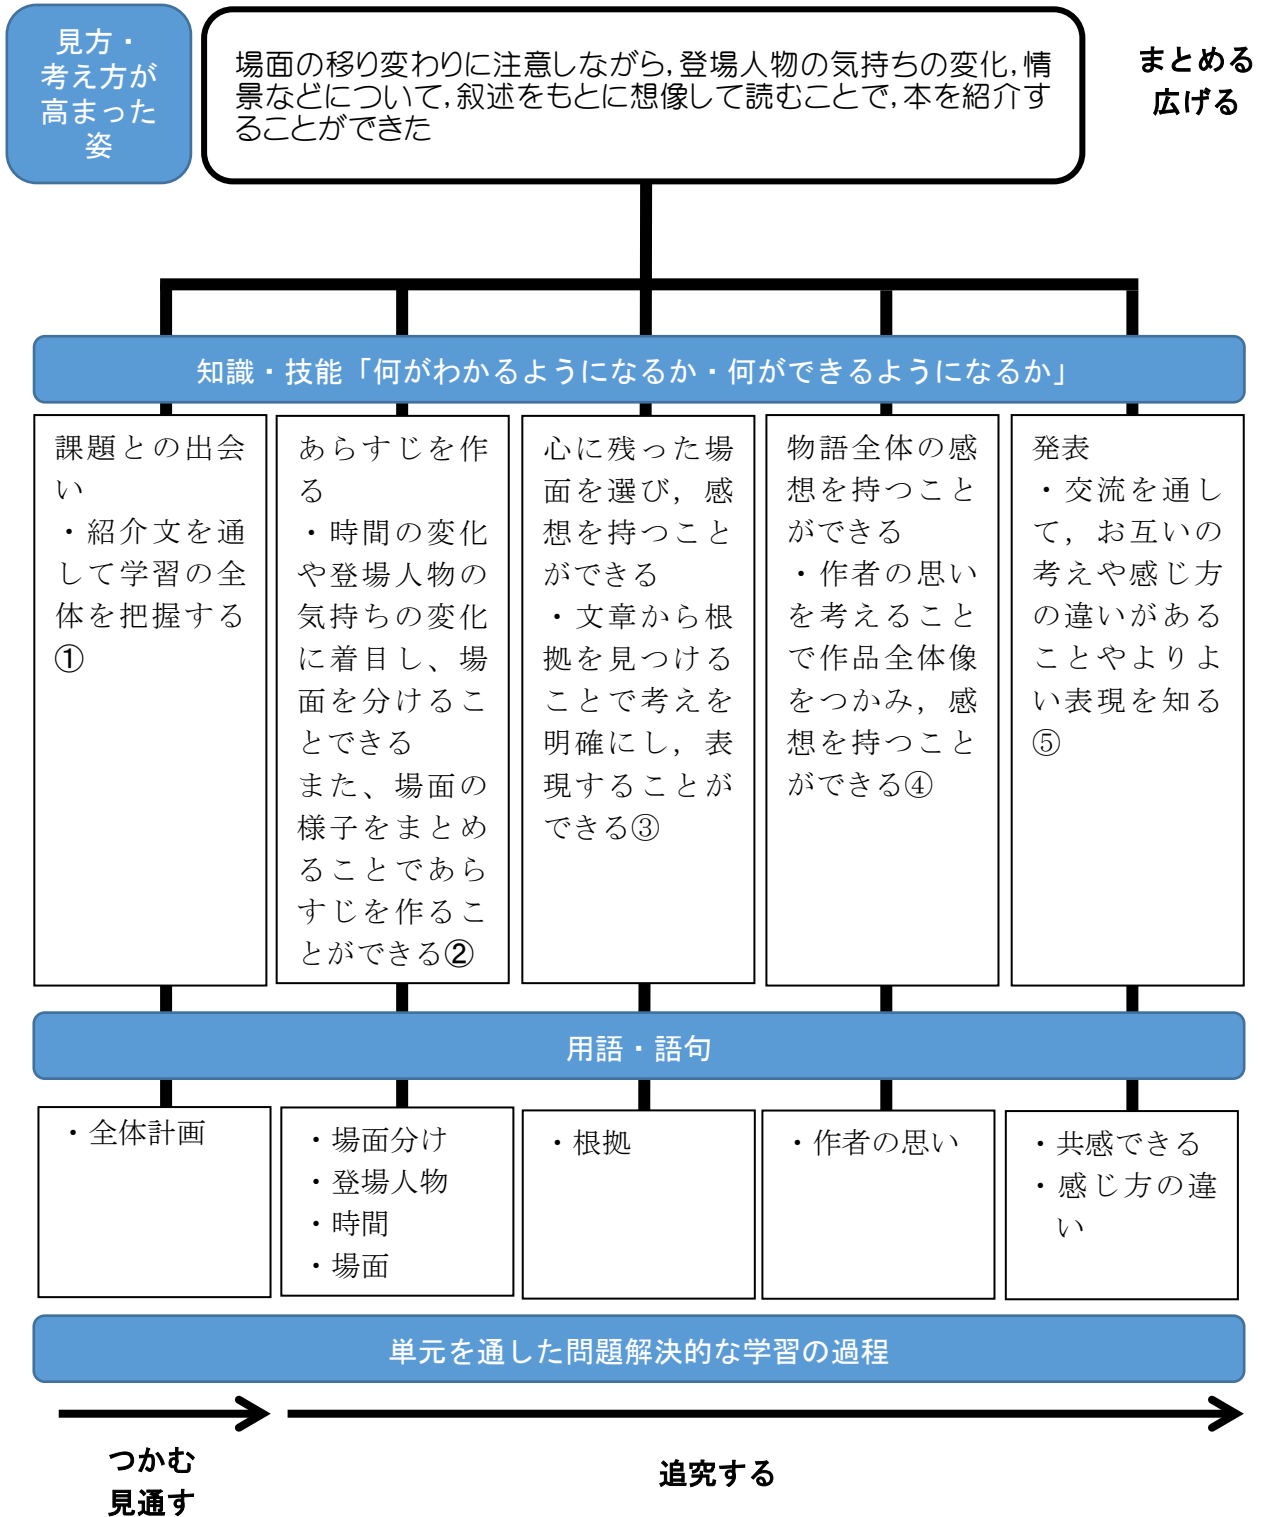 見方・
考え方が
高まった
姿
場面の移り変わりに注意しながら,登場人物の気持ちの変化,情
景などについて,叙述をもとに想像して読むことで,本を紹介す
ることができた
まとめる
広げる
知識・技能「何がわかるようになるか・何ができるようになるか」
課題との出会
い
・紹介文を通
して学習の全
体を把握する
①
あらすじを作
る
・時間の変化
や登場人物の
気持ちの変化
に着目し、場
面を分けるこ
とできる
また、場面の
様子をまとめ
ることであら
すじを作るこ
とができる②
心に残った場
面を選び，感
想を持つこと
ができる
・文章から根
拠を見つける
ことで考えを
明確にし，表
現することが
できる③
物語全体の感
想を持つこと
ができる
・作者の思い
を考えること
で作品全体像
をつかみ，感
想を持つこと
ができる④
発表
・交流を通し
て，お互いの
考えや感じ方
の違いがある
ことやよりよ
い表現を知る
⑤
用語・語句
・全体計画
・場面分け
・登場人物
・時間
・場面
・根拠
・作者の思い
・共感できる
・感じ方の違
い
単元を通した問題解決的な学習の過程
つかむ
見通す
追究する